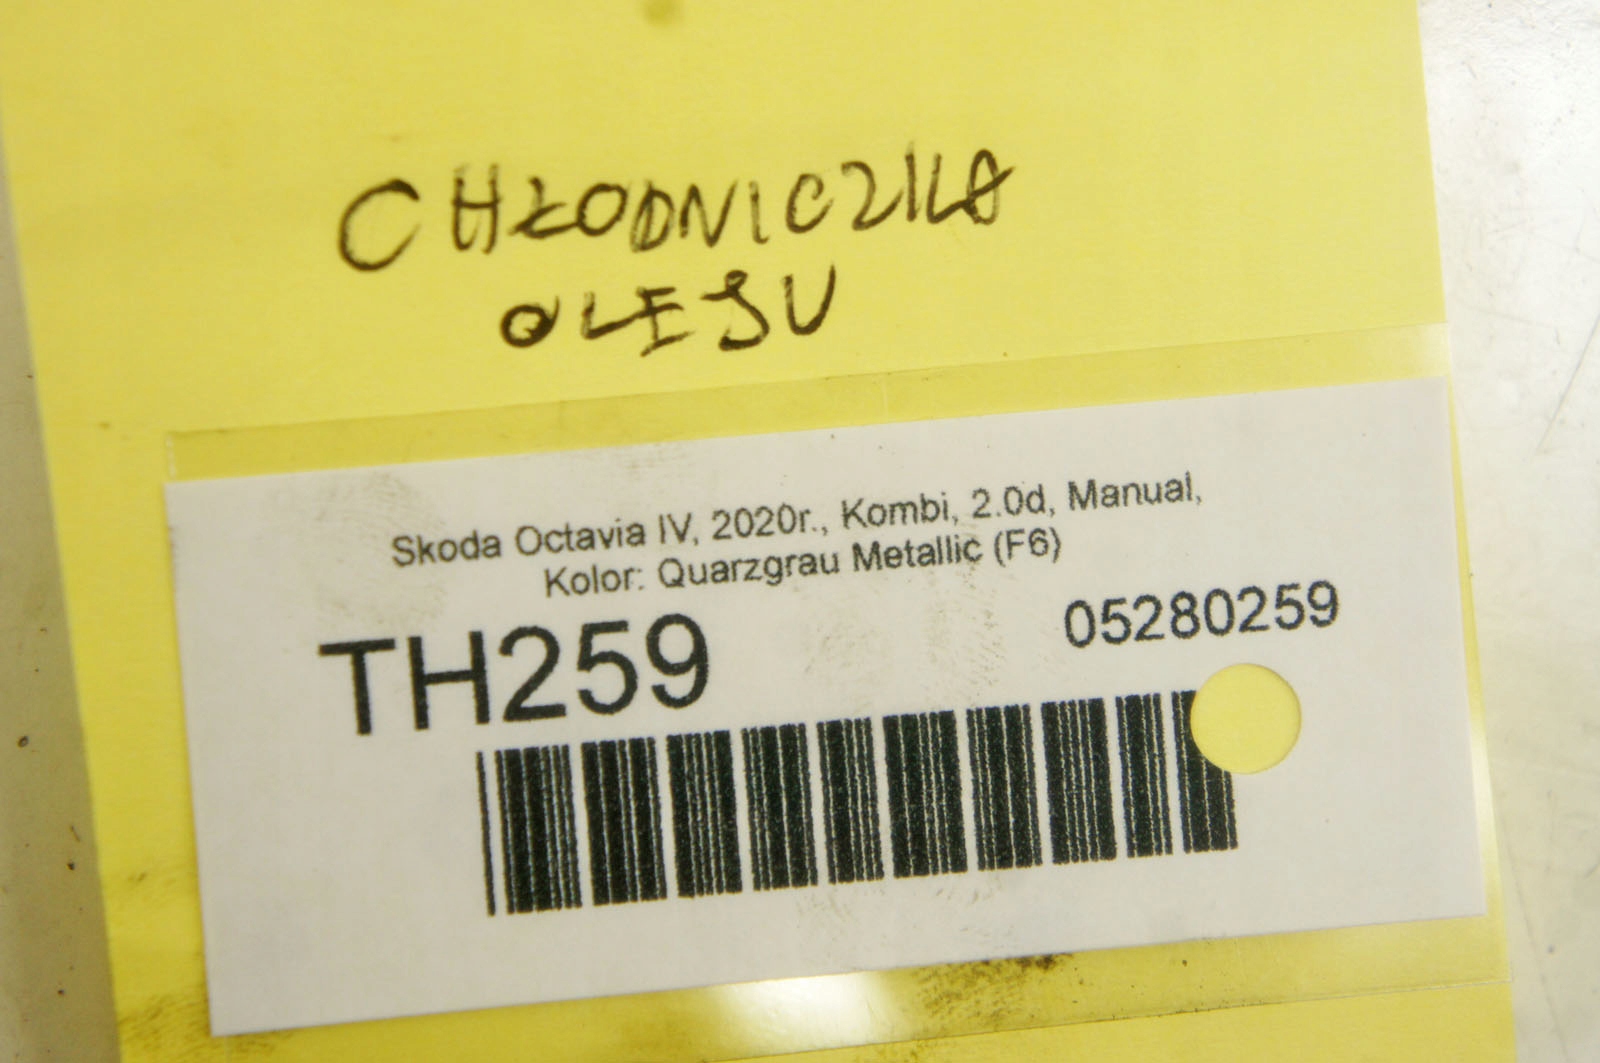 CHŁODNICZKA
OLEJU
Skoda Octavia IV, 2020r., Kombi, 2.0d, Manual,
Kolor: Quarzgrau Metallic (F6)
TH259
05280259